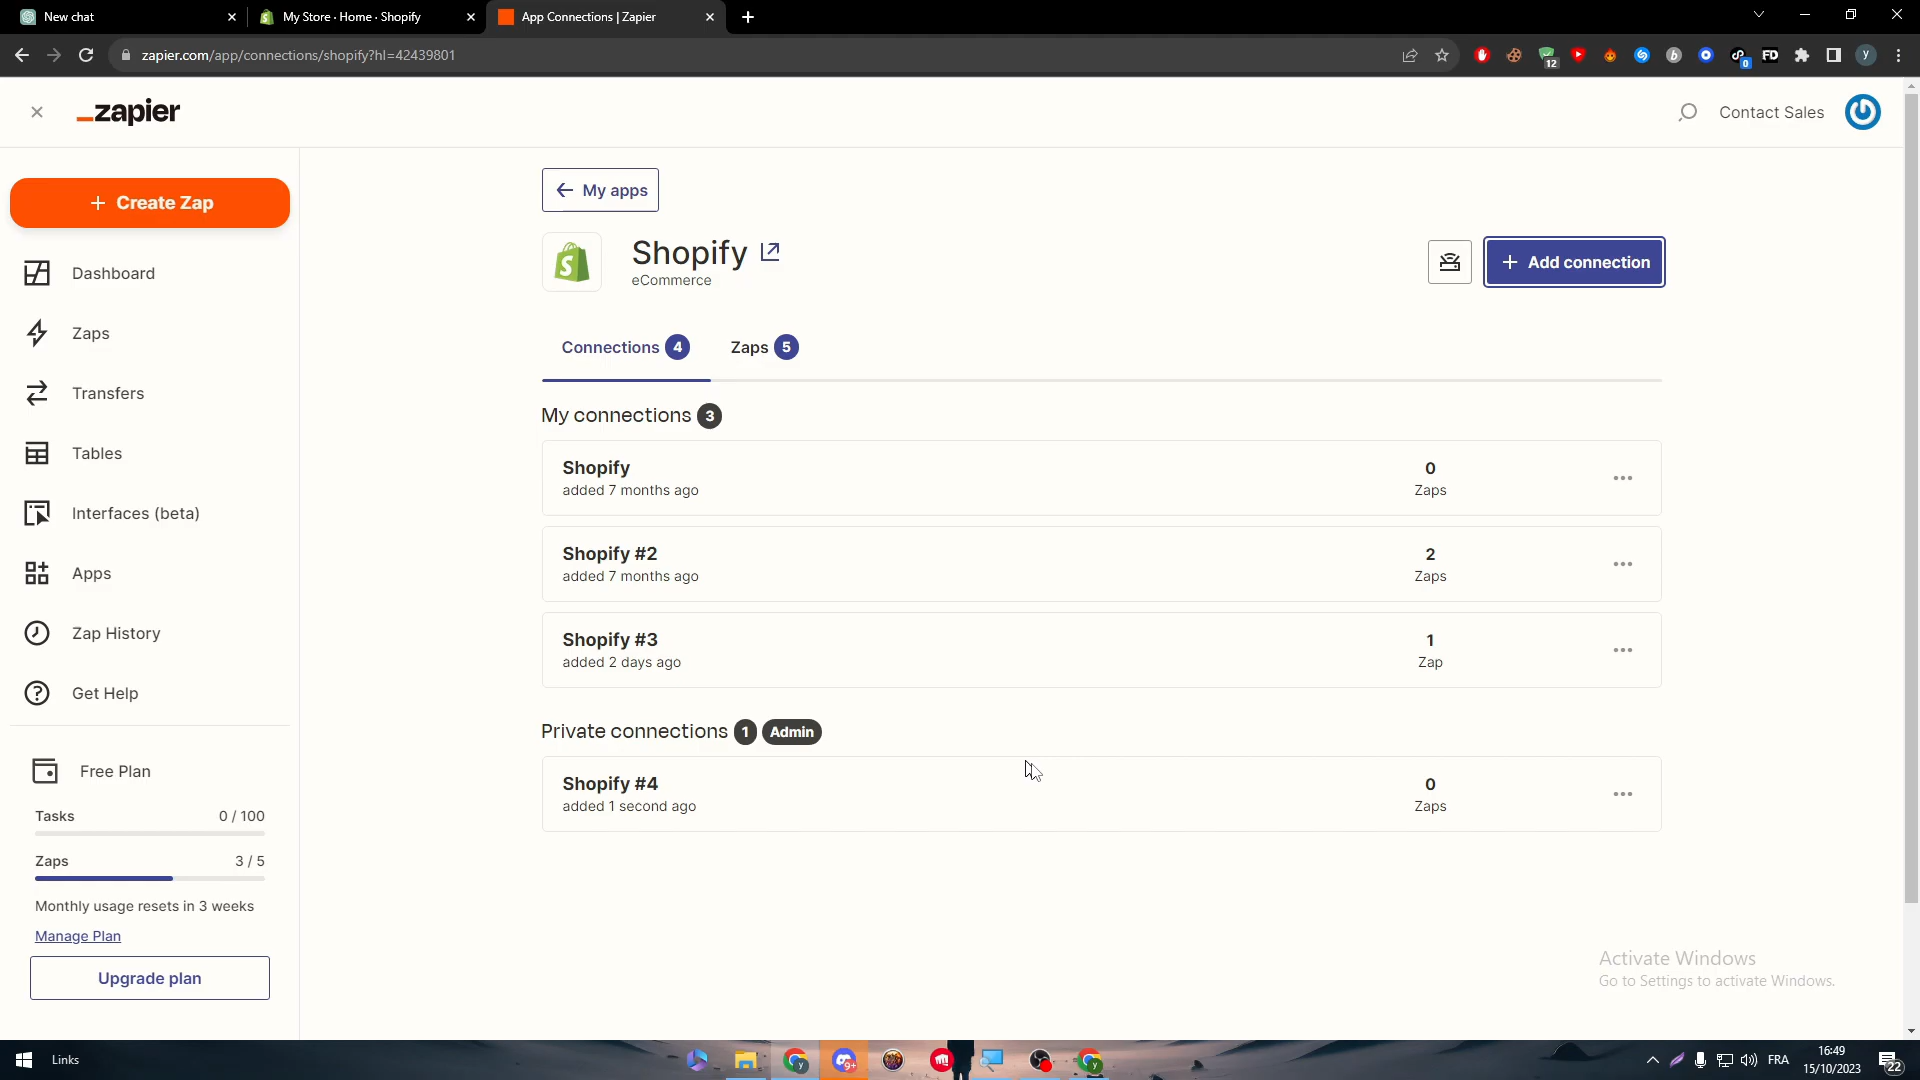 New chat
My Store · Home · Shopify
App Connections | Zapier
zapier.com/app/connections/shopify?hl=42439801
12
0
FD
y
zapier
Contact Sales
Create Zap
Dashboard
Zaps
Transfers
Tables
Interfaces (beta)
Apps
Zap History
Get Help
Free Plan
Tasks 0 / 100
Zaps 3 / 5
Monthly usage resets in 3 weeks
Manage Plan
Upgrade plan
My apps
Shopify
eCommerce
Add connection
Connections 4
Zaps 5
My connections 3
Shopify
added 7 months ago
0
Zaps
Shopify #2
added 7 months ago
2
Zaps
Shopify #3
added 2 days ago
1
Zap
Private connections 1 Admin
Shopify #4
added 1 second ago
0
Zaps
Activate Windows
Go to Settings to activate Windows.
Links
9+
FRA
16:49
15/10/2023
22